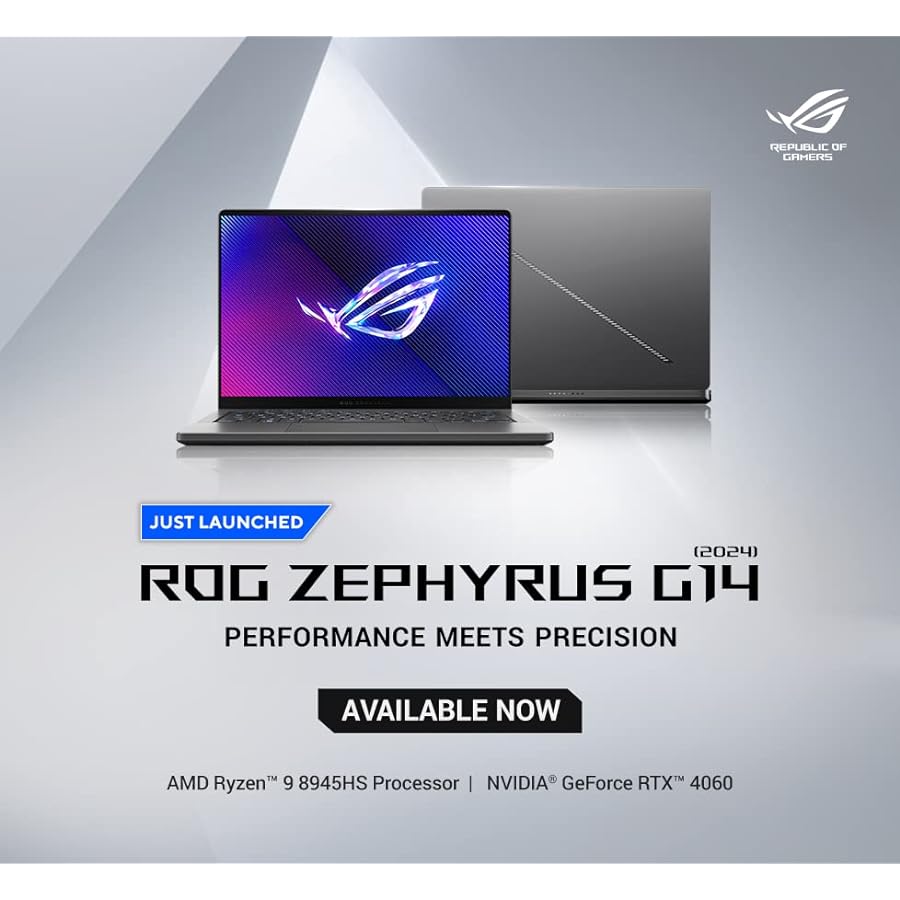 REPUBLIC OF
GAMERS
JUST LAUNCHED
(2024)
ROG ZEPHYRUS G14
PERFORMANCE MEETS PRECISION
AVAILABLE NOW
AMD Ryzen™ 9 8945HS Processor | NVIDIA® GeForce RTX™ 4060